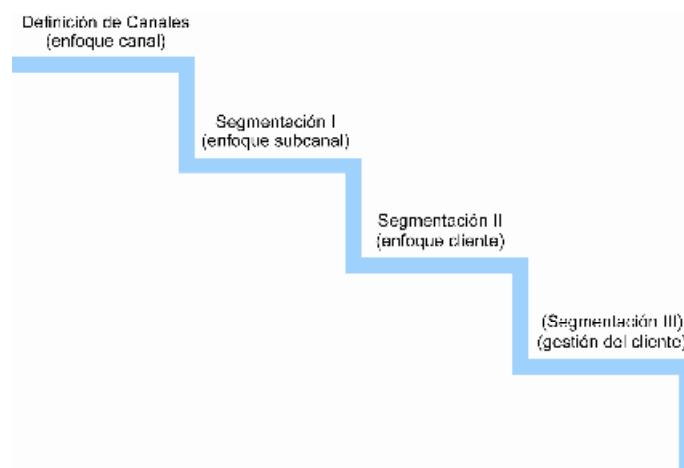 Definición de Canales
(enfoque canal)
Segmentación I
(enfoque subcanal)
Segmentación II
(enfoque cliente)
(Segmentación III)
(gestión del cliente)